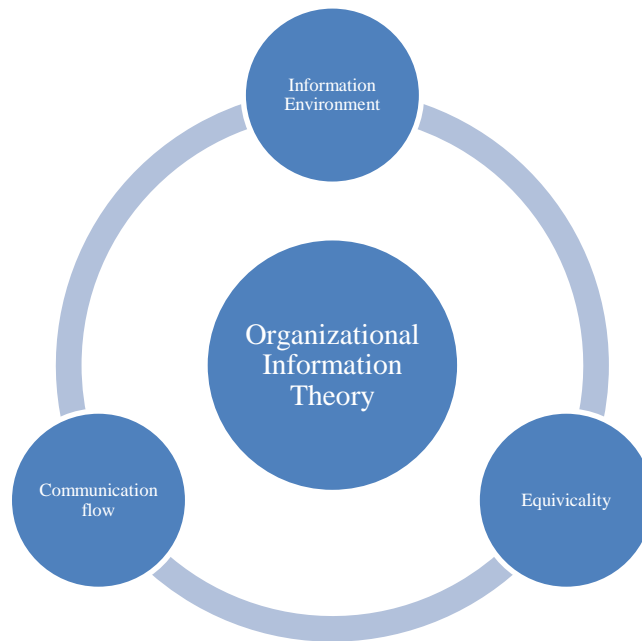 Information
Environment
Organizational
Information
Theory
Communication
flow
Equivicality